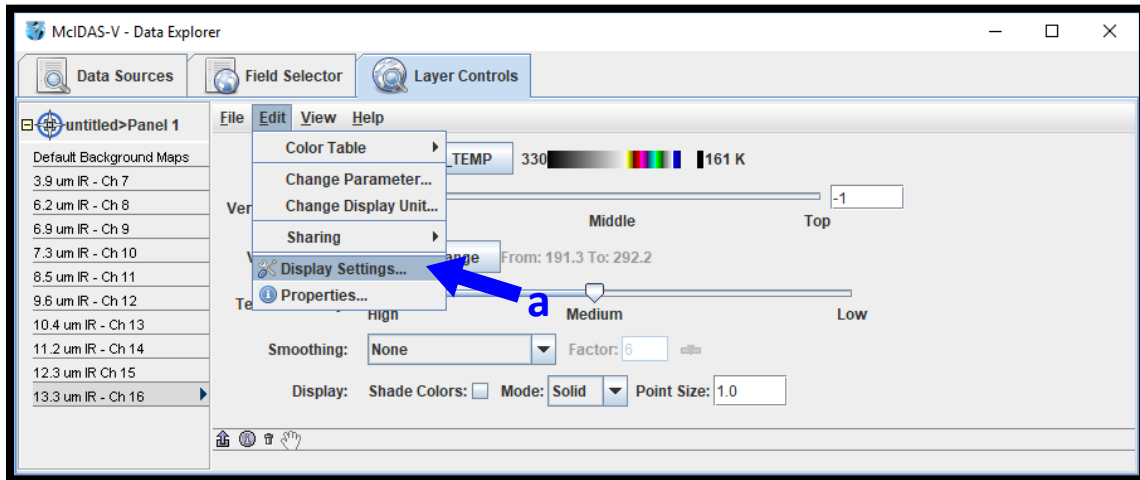 McIDAS-V - Data Explorer
Data Sources Field Selector Layer Controls
untitled>Panel 1
File Edit View Help
Default Background Maps
3.9 um IR - Ch 7
6.2 um IR - Ch 8
6.9 um IR - Ch 9
7.3 um IR - Ch 10
8.5 um IR - Ch 11
9.6 um IR - Ch 12
10.4 um IR - Ch 13
11.2 um IR - Ch 14
12.3 um IR Ch 15
13.3 um IR - Ch 16
Color Table
Change Parameter...
Change Display Unit...
Sharing
Display Settings...
Properties...
a
_TEMP 330 161 K
Ver -1
Middle Top
ange From: 191.3 To: 292.2
Te
High Medium Low
Smoothing: None Factor: 6
Display: Shade Colors: Mode: Solid Point Size: 1.0